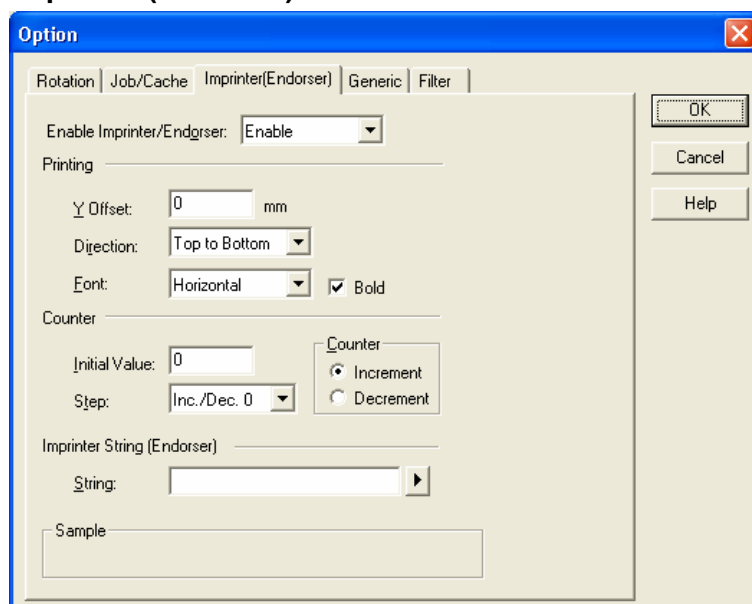 Option
Rotation Job/Cache Imprinter(Endorser) Generic Filter
OK
Cancel
Help
Enable Imprinter/Endorser: Enable
Printing
Y Offset: 0 mm
Direction: Top to Bottom
Font: Horizontal Bold
Counter
Initial Value: 0
Step: Inc./Dec. 0
Counter
Increment
Decrement
Imprinter String (Endorser)
String:
Sample